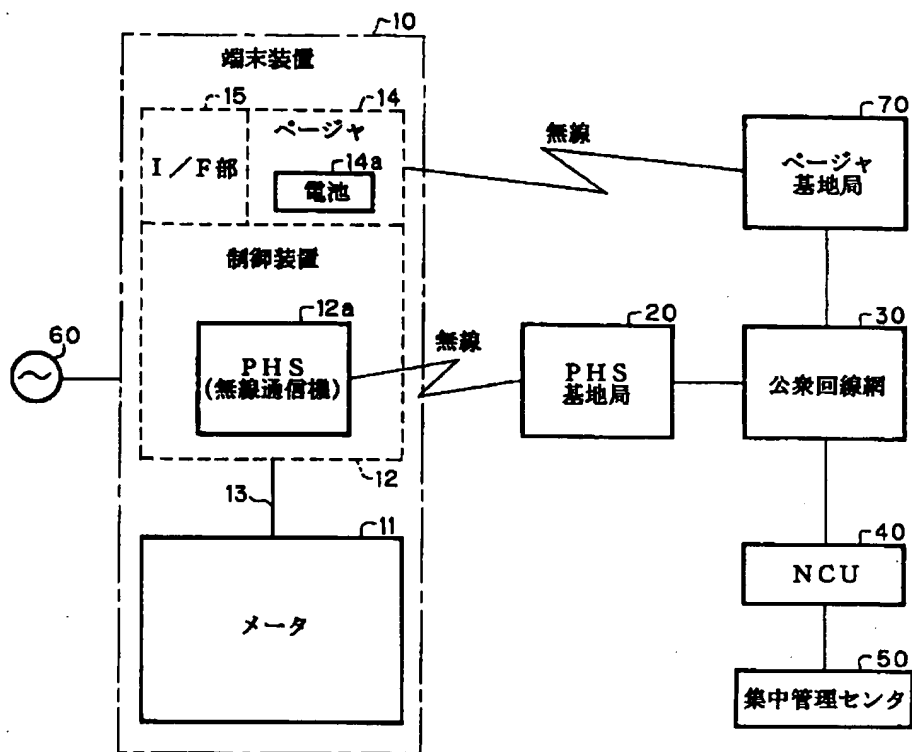 10
端末装置
15
14
ページャ
I/F部
14a
電池
無線
70
ページャ
基地局
制御装置
12a
PHS
(無線通信機)
60
無線
20
PHS
基地局
30
公衆回線網
12
13
11
メータ
40
NCU
50
集中管理センタ